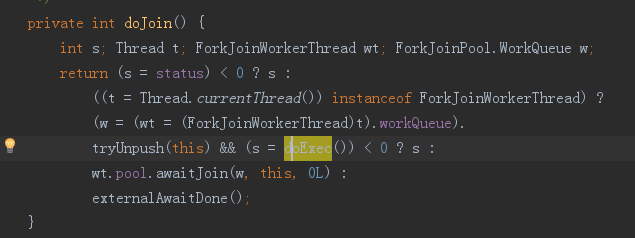 private int doJoin() {
    int s; Thread t; ForkJoinWorkerThread wt; ForkJoinPool.WorkQueue w;
    return (s = status) < 0 ? s :
        ((t = Thread.currentThread()) instanceof ForkJoinWorkerThread) ?
        (w = (wt = (ForkJoinWorkerThread)t).workQueue).
        tryUnpush(this) && (s = doExec()) < 0 ? s :
        wt.pool.awaitJoin(w, this, 0L) :
        externalAwaitDone();
}